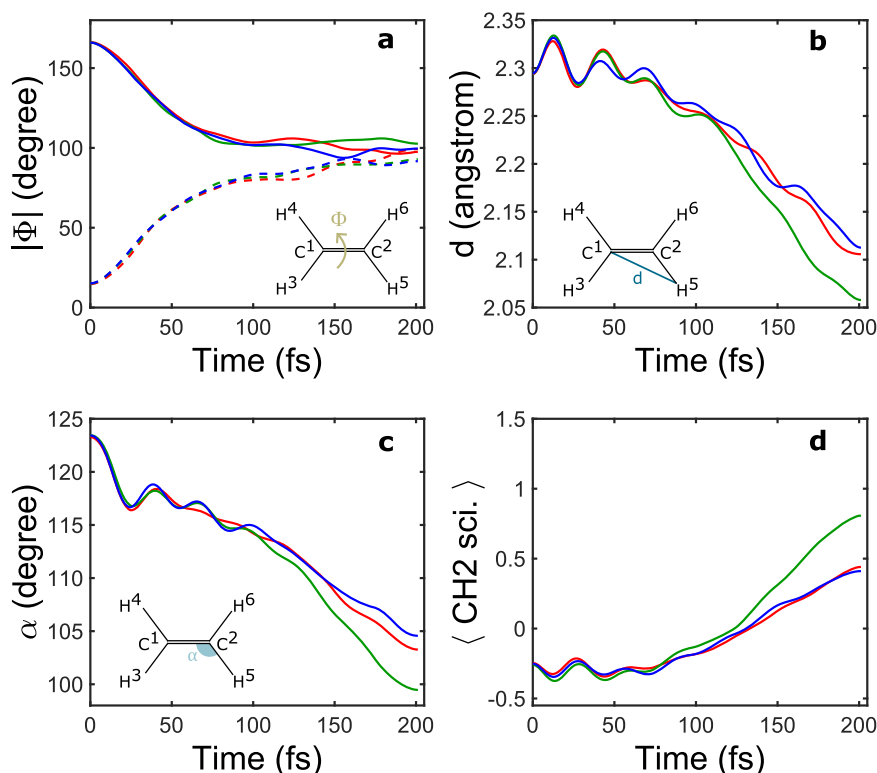 a
|Φ| (degree)
150
100
50
0
0 50 100 150 200
Time (fs)
H4 H6
Φ
C1 C2
H3 H5
b
d (angstrom)
2.35
2.3
2.25
2.2
2.15
2.1
2.05
0 50 100 150 200
Time (fs)
H4 H6
C1 C2
d
H3 H5
c
α (degree)
125
120
115
110
105
100
0 50 100 150 200
Time (fs)
H4 H6
C1 C2
α
H3 H5
d
〈 CH2 sci. 〉
1.5
1
0.5
0
-0.5
0 50 100 150 200
Time (fs)